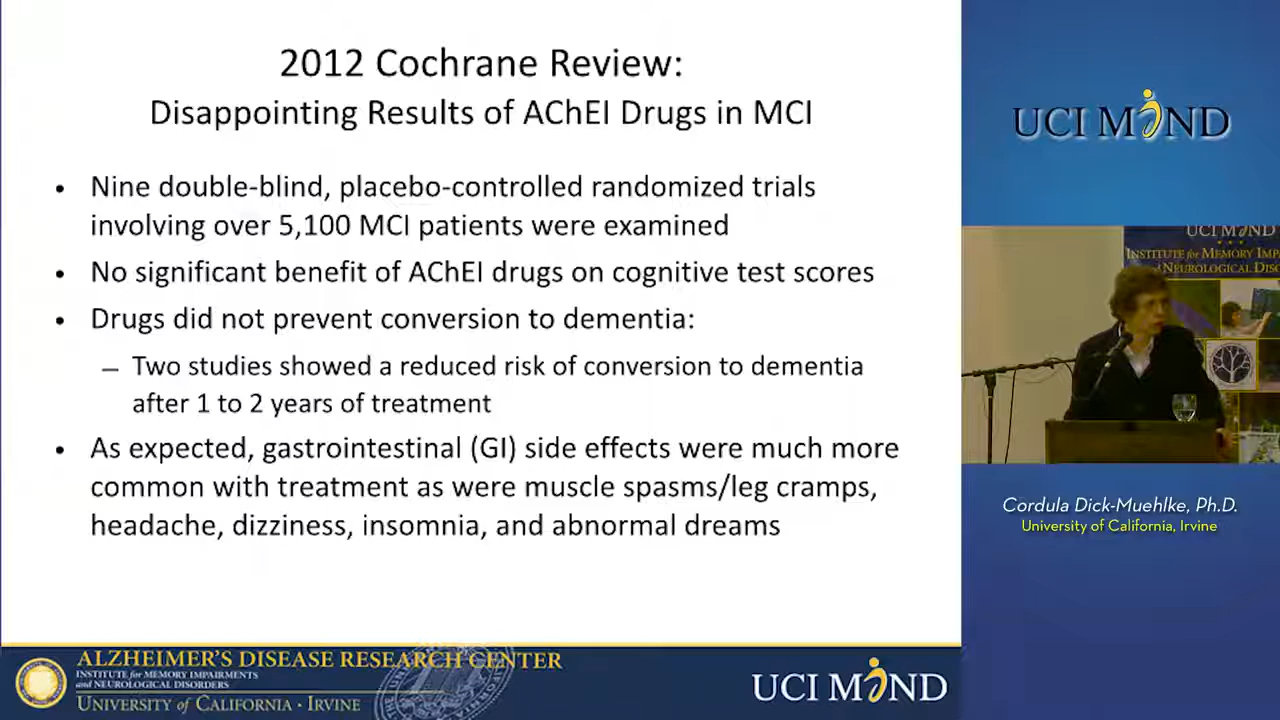 2012 Cochrane Review:
Disappointing Results of AChEI Drugs in MCI
• Nine double-blind, placebo-controlled randomized trials
involving over 5,100 MCI patients were examined
• No significant benefit of AChEI drugs on cognitive test scores
• Drugs did not prevent conversion to dementia:
– Two studies showed a reduced risk of conversion to dementia
after 1 to 2 years of treatment
• As expected, gastrointestinal (GI) side effects were much more
common with treatment as were muscle spasms/leg cramps,
headache, dizziness, insomnia, and abnormal dreams
ALZHEIMER'S DISEASE RESEARCH CENTER
INSTITUTE for MEMORY IMPAIRMENTS
and NEUROLOGICAL DISORDERS
UNIVERSITY of CALIFORNIA · IRVINE
UCI MIND
UCI MIND
UCI MIND
INSTITUTE for MEMORY IMPA
and NEUROLOGICAL DISO
Cordula Dick-Muehlke, Ph.D.
University of California, Irvine